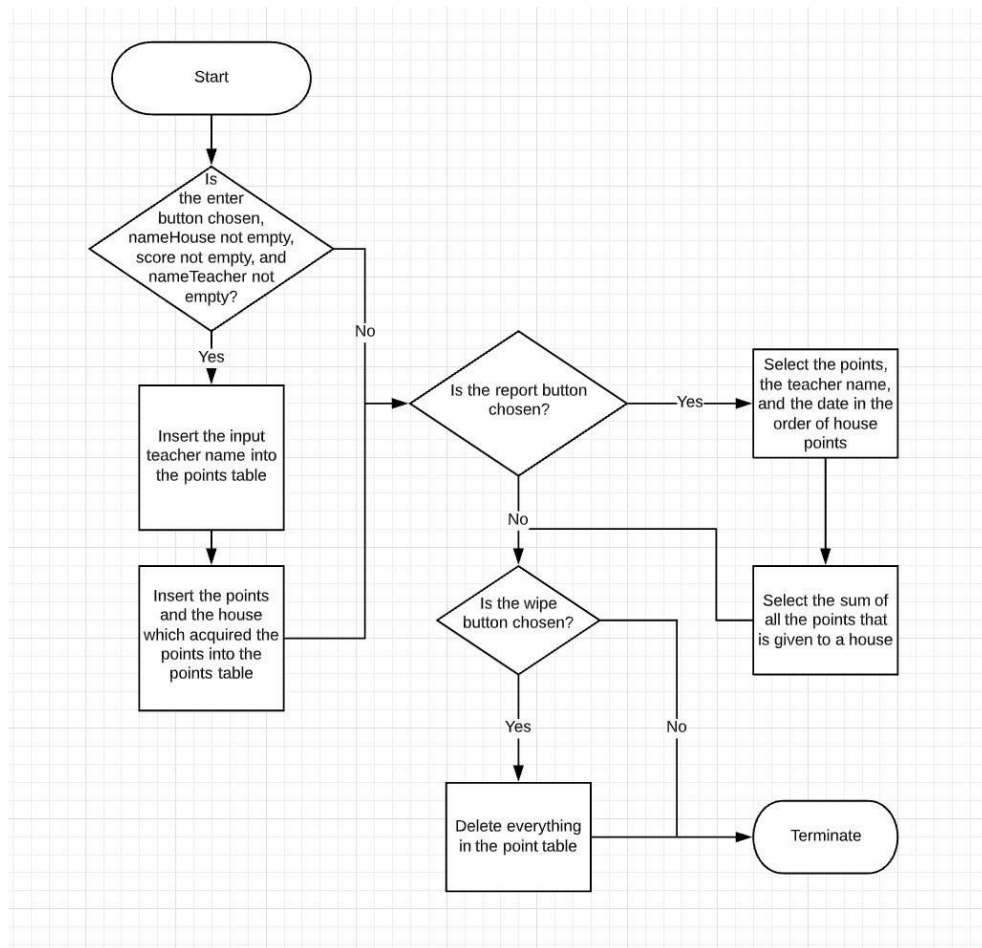 Start
Is
the enter
button chosen,
nameHouse not empty,
score not empty, and
nameTeacher not
empty?
No
Yes
Insert the input
teacher name into
the points table
Insert the points
and the house
which acquired the
points into the
points table
Is the report button
chosen?
Yes
Select the points,
the teacher name,
and the date in the
order of house
points
No
Select the sum of
all the points that
is given to a house
Is the wipe
button chosen?
Yes
No
Delete everything
in the point table
Terminate